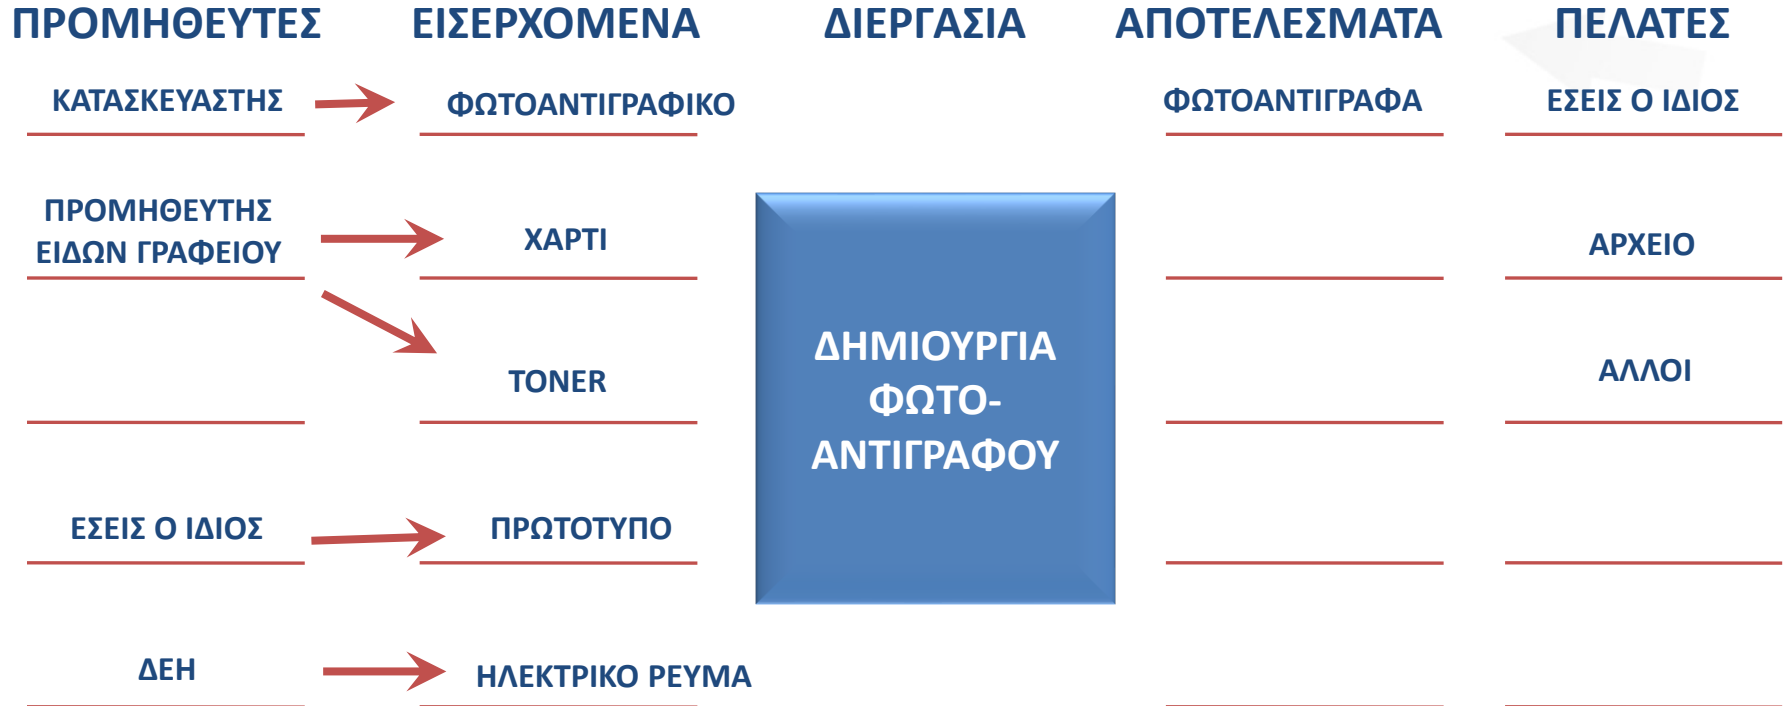 ΠΡΟΜΗΘΕΥΤΕΣ ΕΙΣΕΡΧΟΜΕΝΑ ΔΙΕΡΓΑΣΙΑ ΑΠΟΤΕΛΕΣΜΑΤΑ ΠΕΛΑΤΕΣ
ΚΑΤΑΣΚΕΥΑΣΤΗΣ ΦΩΤΟΑΝΤΙΓΡΑΦΙΚΟ ΦΩΤΟΑΝΤΙΓΡΑΦΑ ΕΣΕΙΣ Ο ΙΔΙΟΣ
ΠΡΟΜΗΘΕΥΤΗΣ
ΕΙΔΩΝ ΓΡΑΦΕΙΟΥ ΧΑΡΤΙ ΑΡΧΕΙΟ
TONER ΑΛΛΟΙ
ΔΗΜΙΟΥΡΓΙΑ
ΦΩΤΟ-
ΑΝΤΙΓΡΑΦΟΥ
ΕΣΕΙΣ Ο ΙΔΙΟΣ ΠΡΩΤΟΤΥΠΟ
ΔΕΗ ΗΛΕΚΤΡΙΚΟ ΡΕΥΜΑ